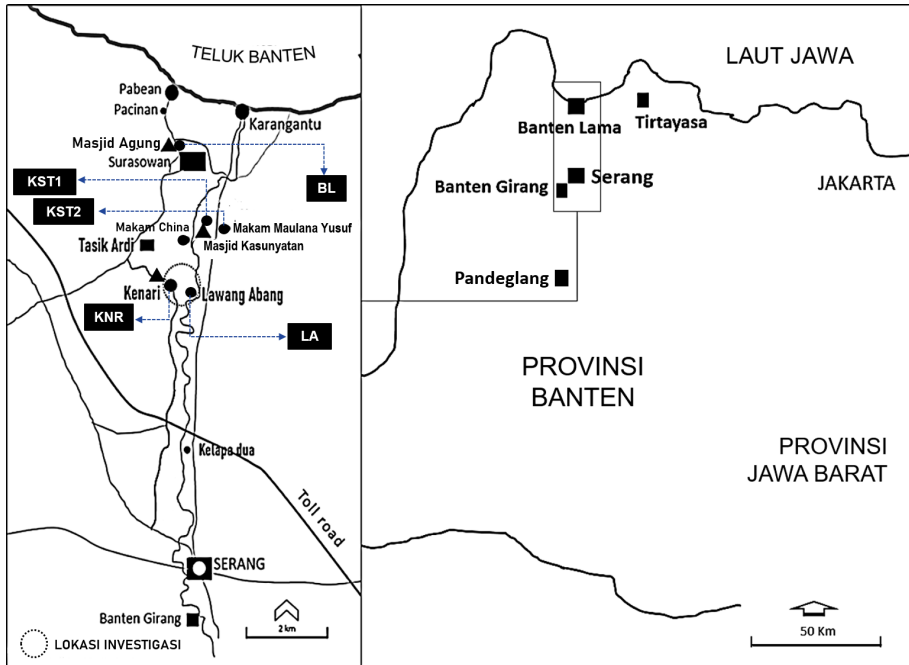 TELUK BANTEN
Pabean
Pacinan
Karangantu
Masjid Agung
Surasowan
KST1
BL
KST2
Makam China
Makam Maulana Yusuf
Masjid Kasunyatan
Tasik Ardi
Kenari
Lawang Abang
KNR
LA
Kelapa dua
Toll road
SERANG
Banten Girang
2 km
LOKASI INVESTIGASI
LAUT JAWA
Banten Lama
Tirtayasa
Serang
Banten Girang
JAKARTA
Pandeglang
PROVINSI
BANTEN
PROVINSI
JAWA BARAT
50 Km